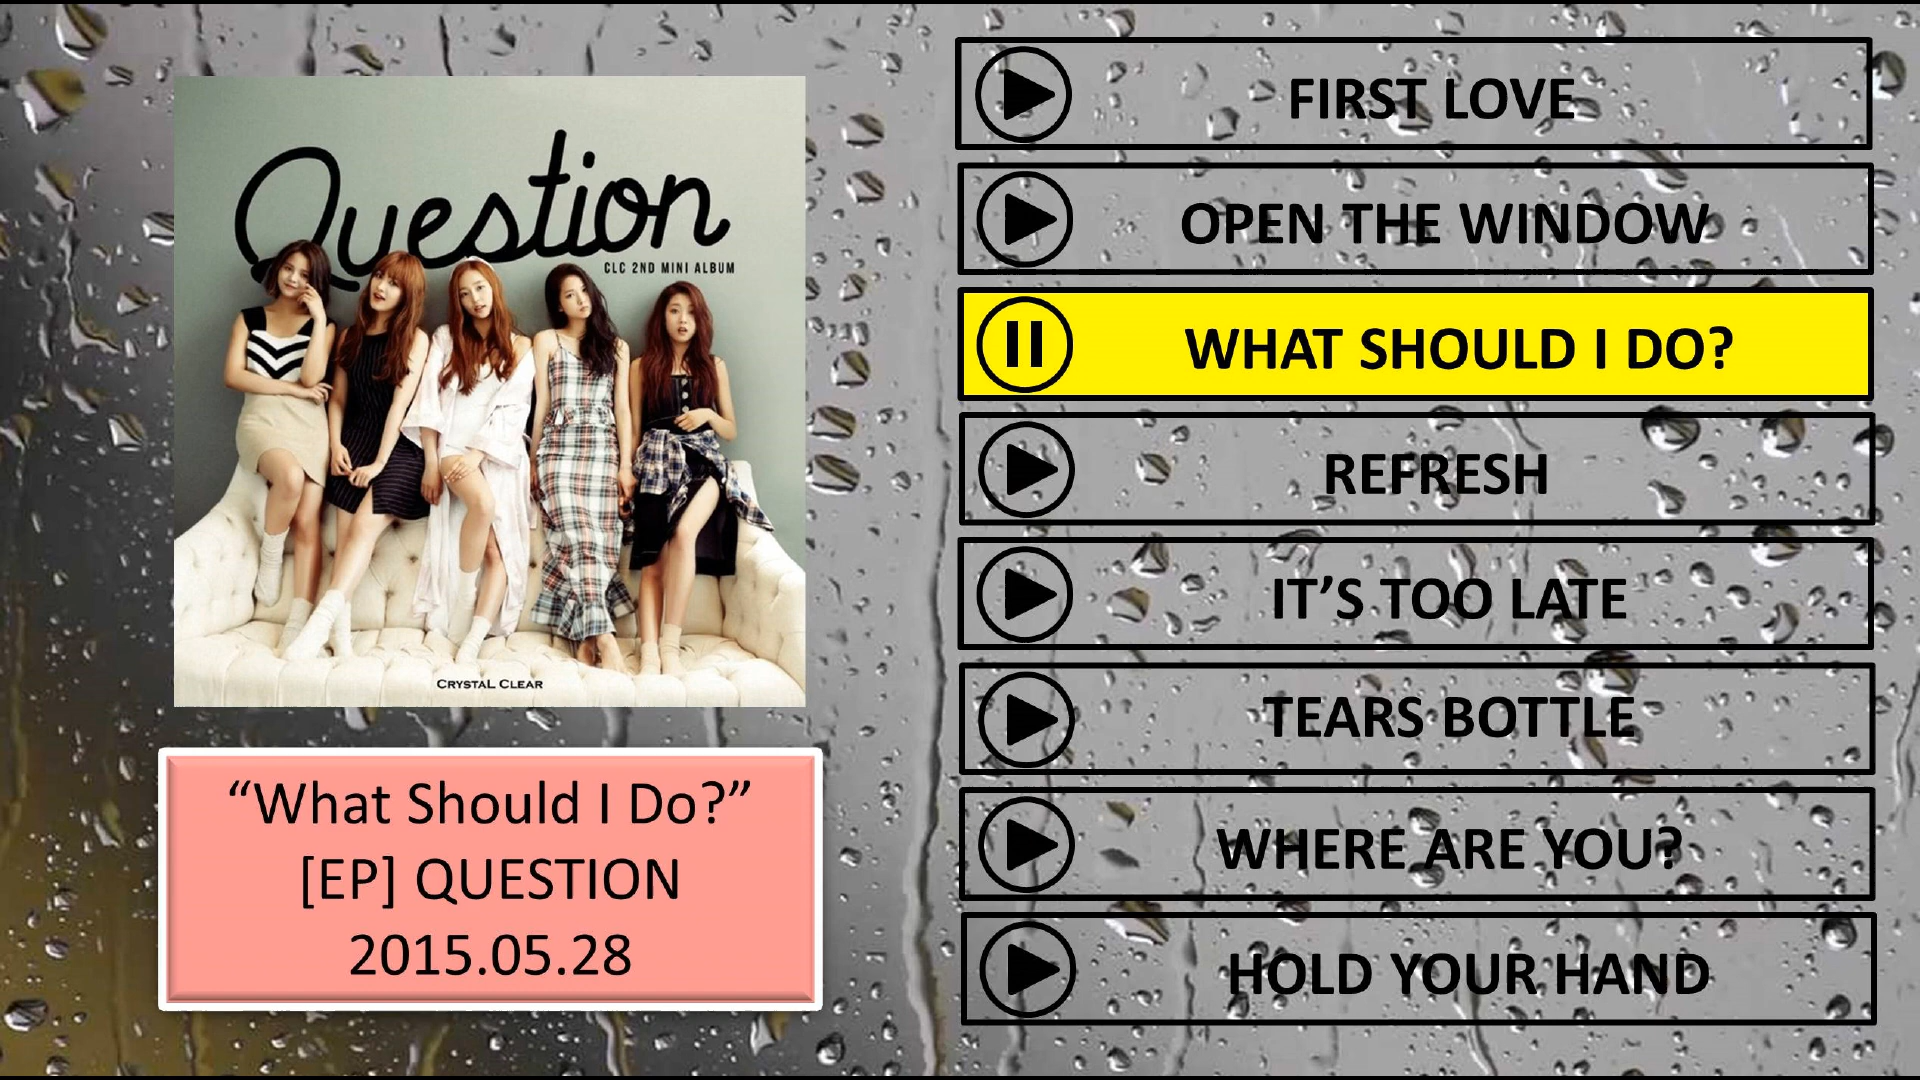 Question
CLC 2ND MINI ALBUM
CRYSTAL CLEAR
“What Should I Do?”
[EP] QUESTION
2015.05.28
FIRST LOVE
OPEN THE WINDOW
WHAT SHOULD I DO?
REFRESH
IT’S TOO LATE
TEARS BOTTLE
WHERE ARE YOU?
HOLD YOUR HAND